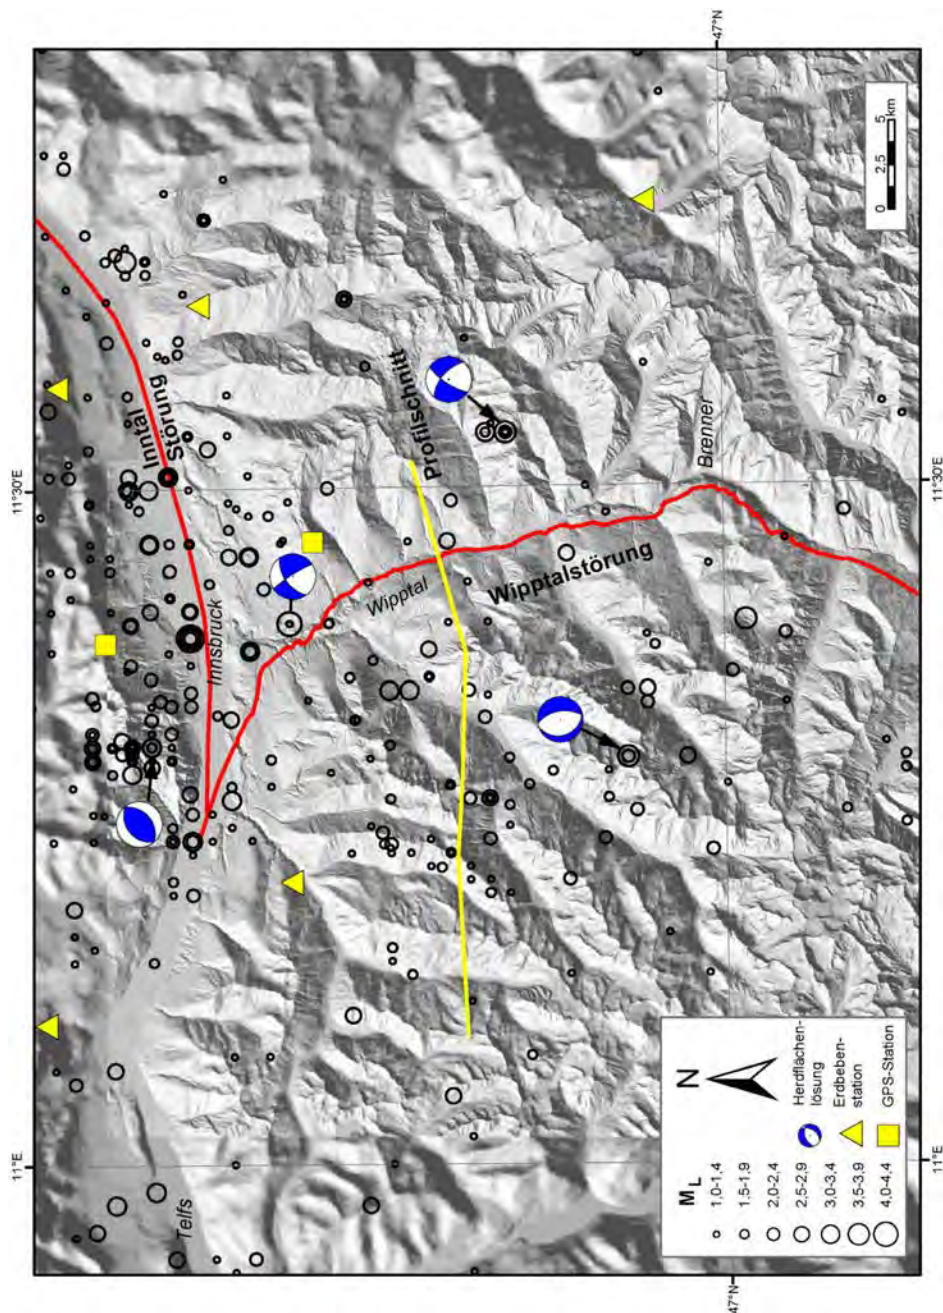 47°N
11°30'E
11°E
Inntal
Störung
Innsbruck
Telfs
Wipptal
Profilschnitt
Wipptalstörung
Brenner
0 2,5 5
km
M L
1,0-1,4
1,5-1,9
2,0-2,4
2,5-2,9
3,0-3,4
3,5-3,9
4,0-4,4
N
Herdflächen-
lösung
Erdbeben-
station
GPS-Station
47°N
11°E
11°30'E